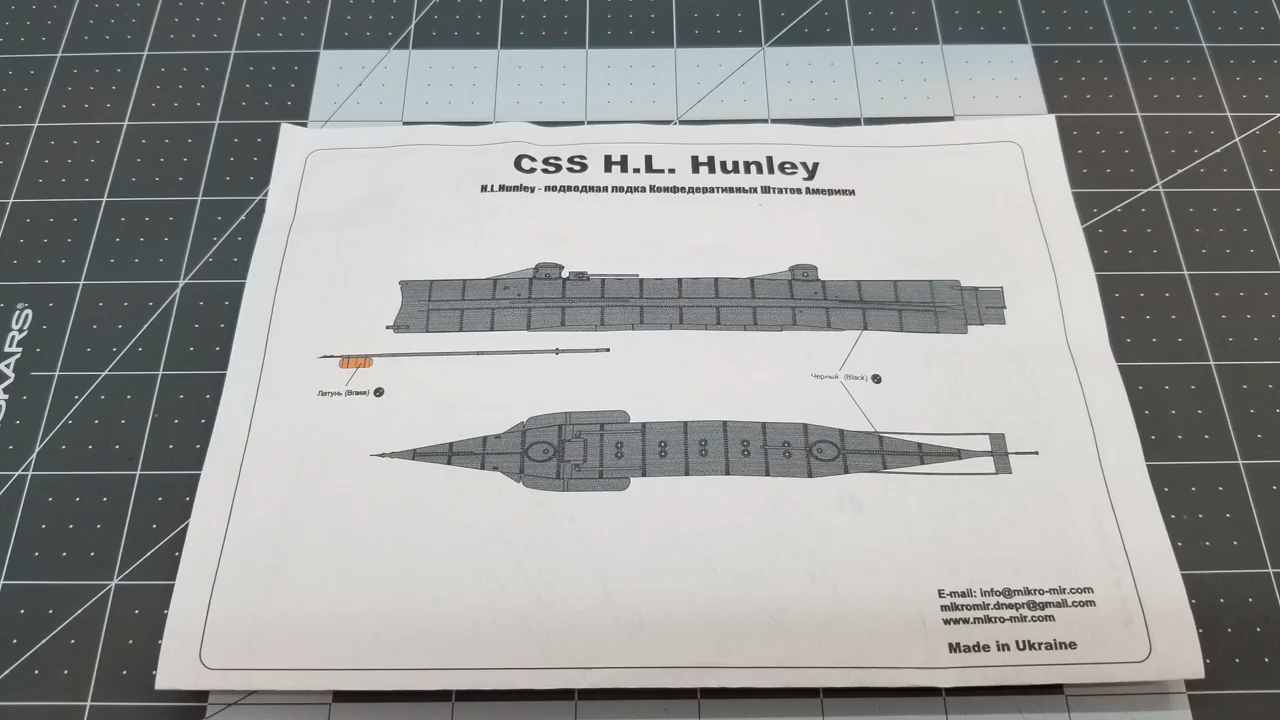 CSS H.L. Hunley
H.L.Hunley - подводная лодка Конфедеративных Штатов Америки
Латунь (Brass)
Черный (Black)
E-mail: info@mikro-mir.com
mikromir.dnepr@gmail.com
www.mikro-mir.com
Made in Ukraine
SKARS®